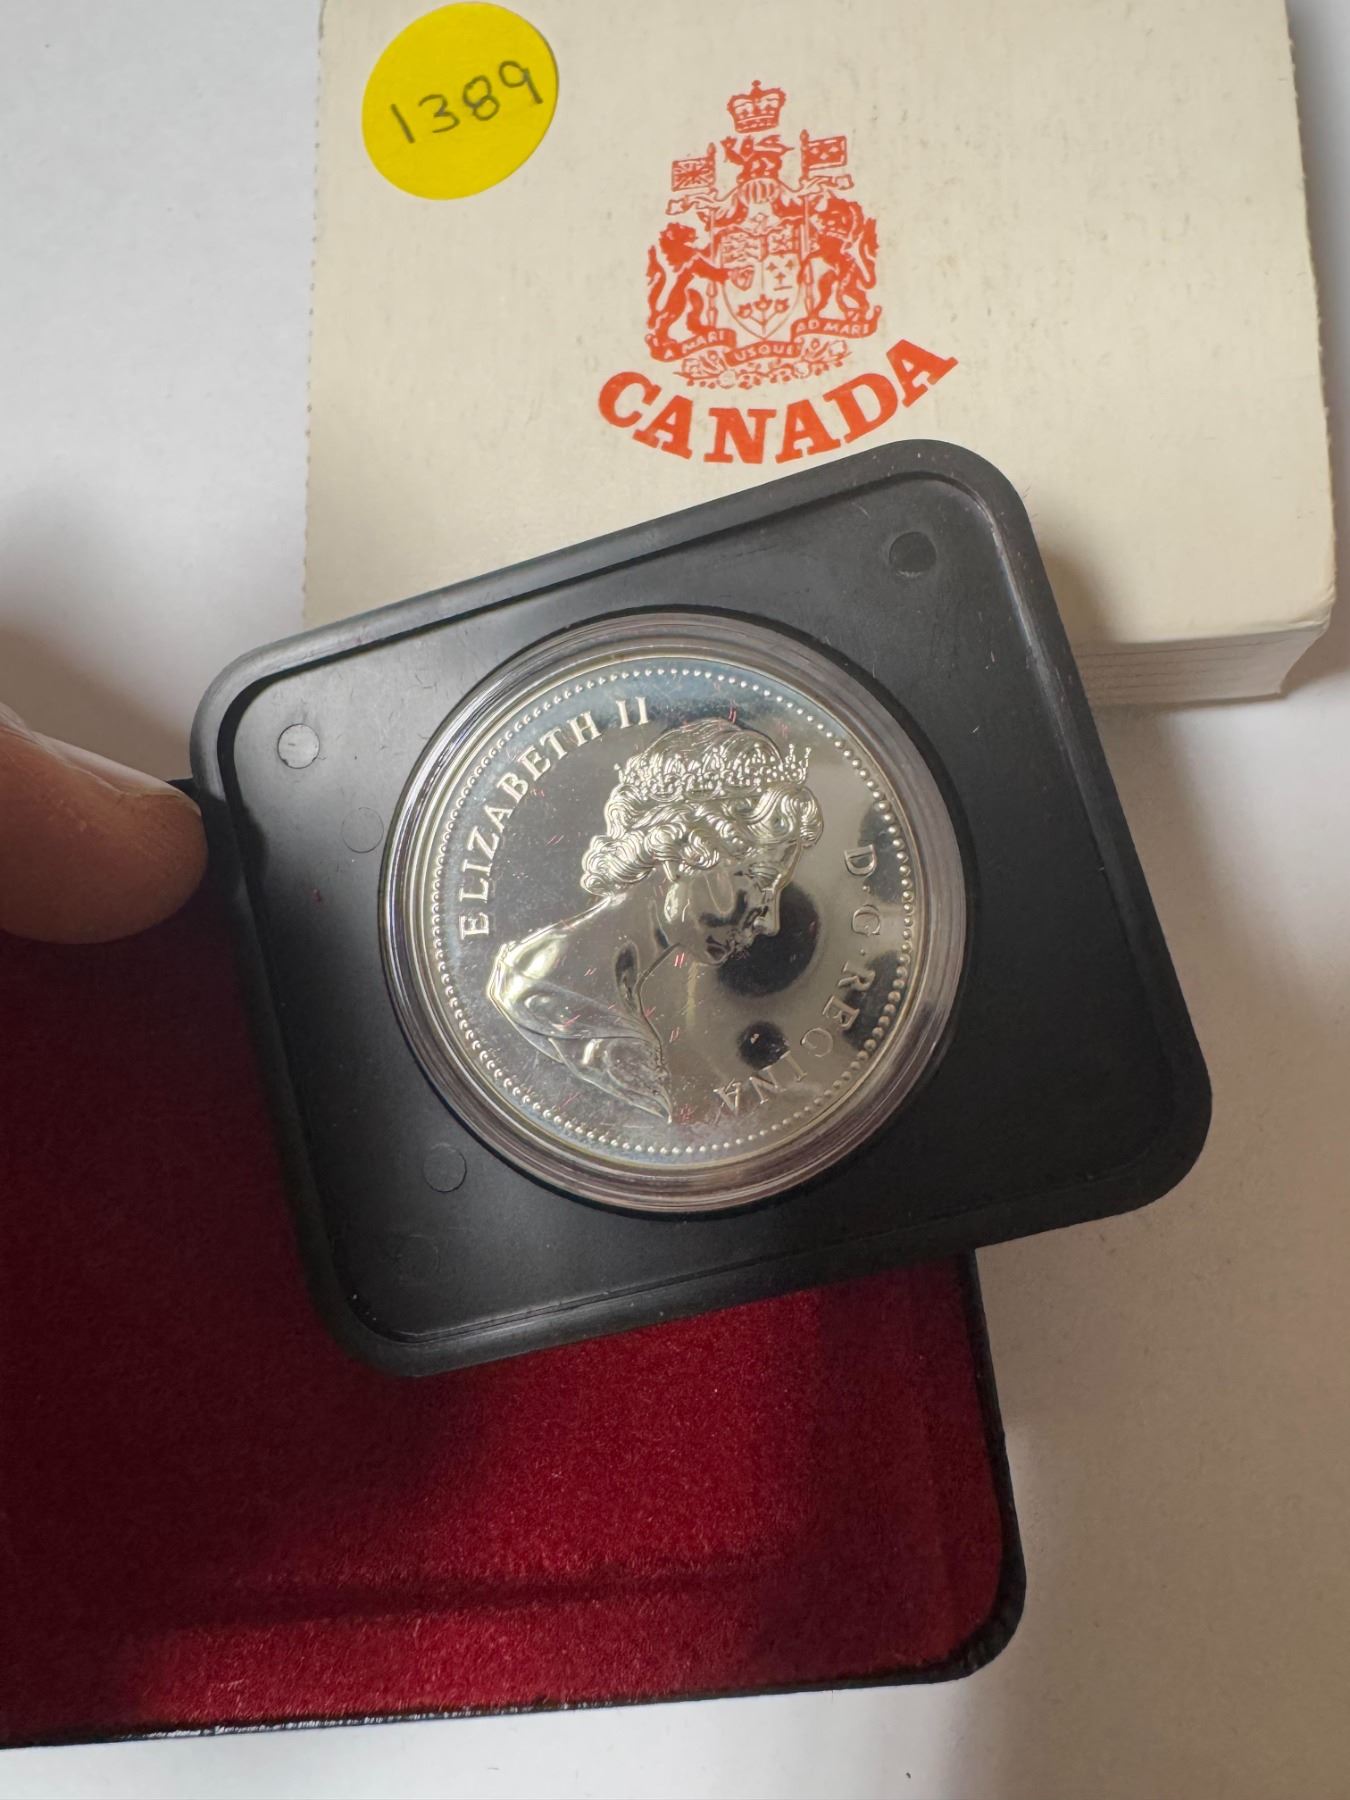 1389
A MARI USQUE AD MARE
CANADA
ELIZABETH II
D·G·REGINA